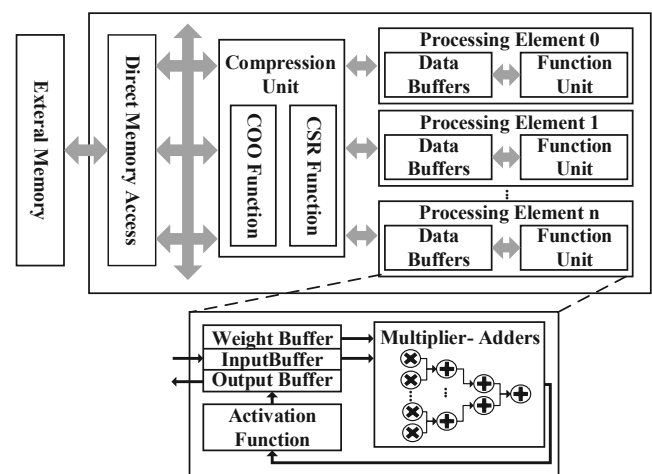 Exteral Memory
Direct Memory
Access
Compression
Unit
COO Function
CSR Function
Processing Element 0
Data
Buffers
Function
Unit
Processing Element 1
Data
Buffers
Function
Unit
Processing Element n
Data
Buffers
Function
Unit
Weight Buffer
InputBuffer
Output Buffer
Activation
Function
Multiplier- Adders